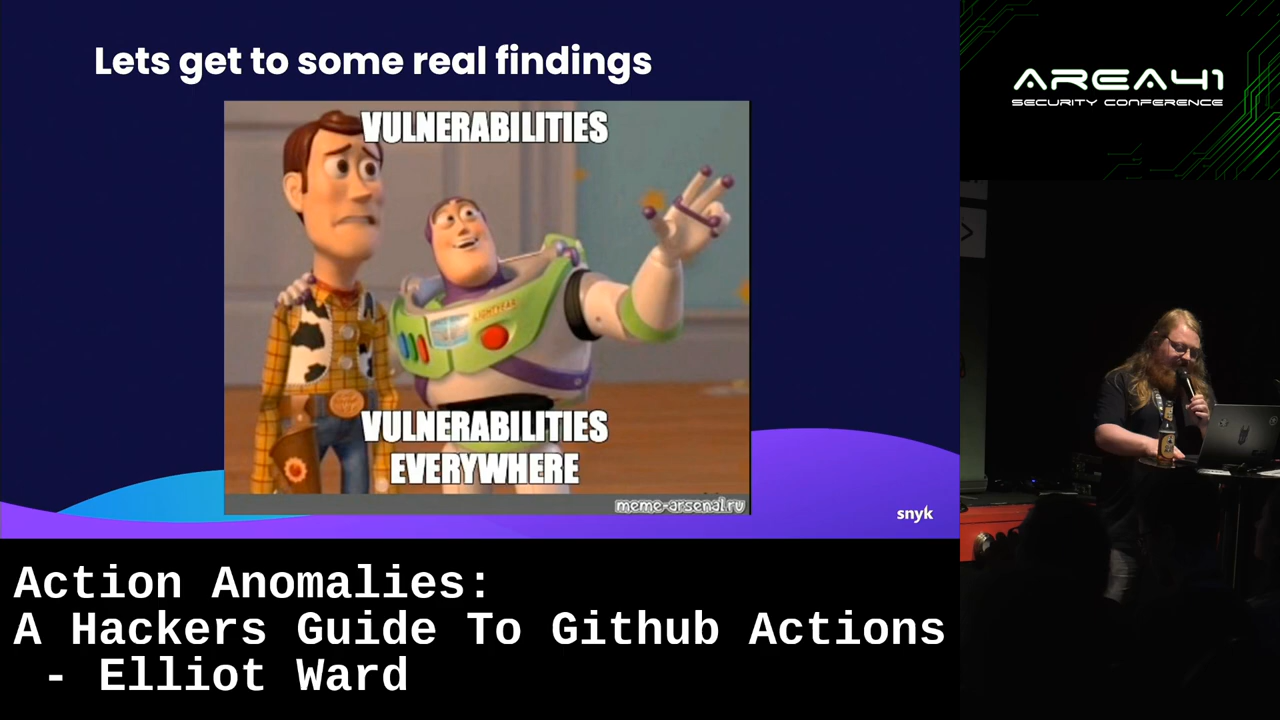 Lets get to some real findings
VULNERABILITIES
LIGHTYEAR
VULNERABILITIES
EVERYWHERE
meme-arsenal.ru
snyk
AREA41
SECURITY CONFERENCE
Action Anomalies:
A Hackers Guide To Github Actions
- Elliot Ward